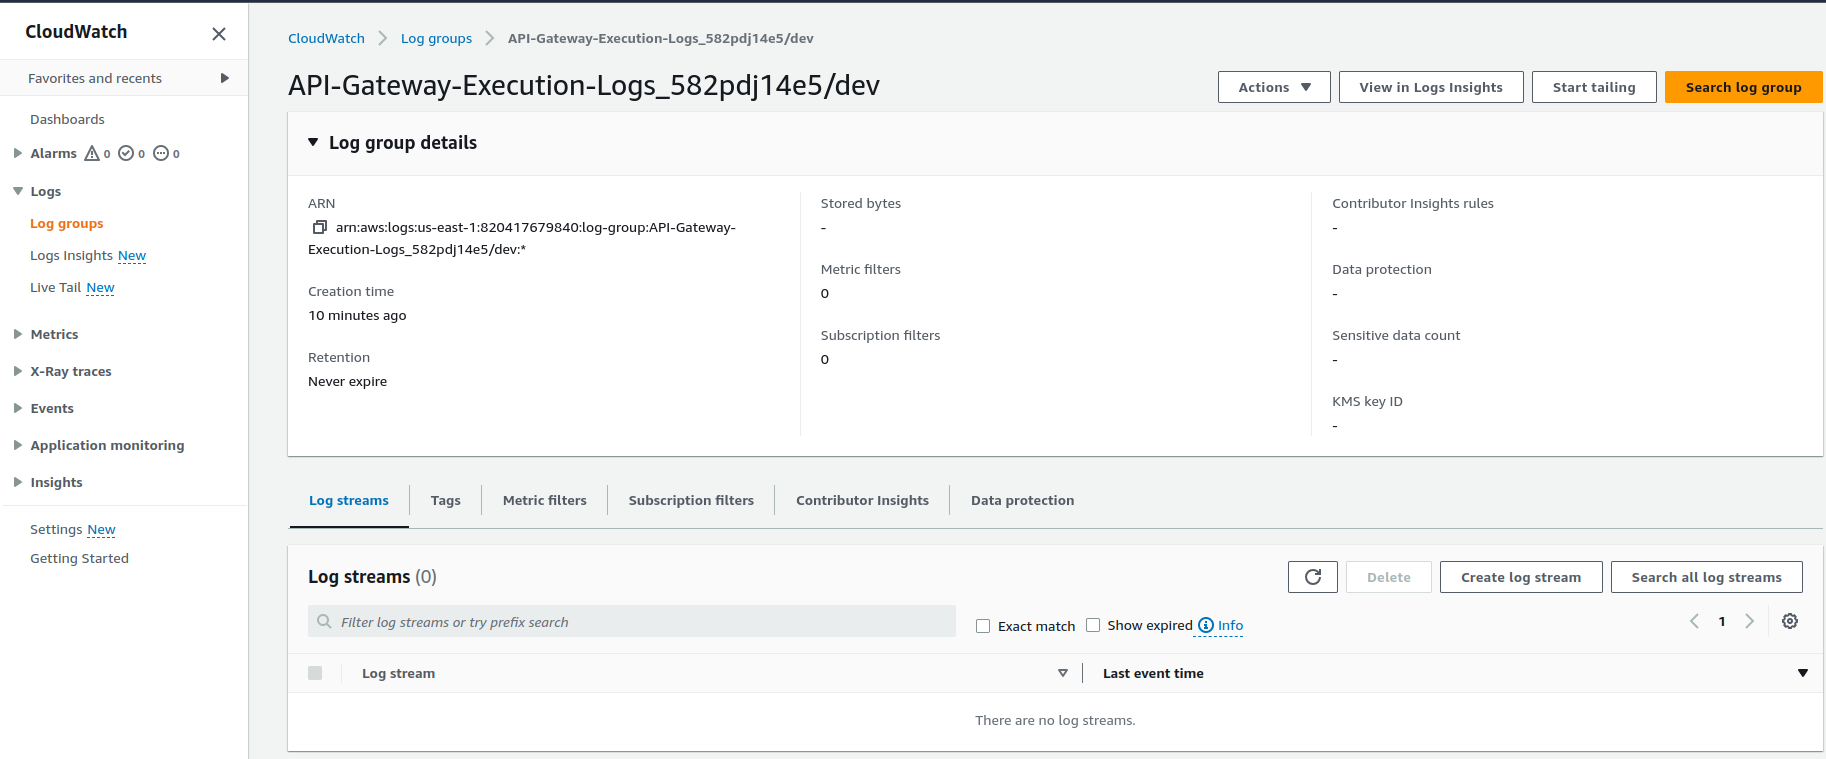 CloudWatch
Favorites and recents
Dashboards
Alarms 0 0 0
Logs
Log groups
Logs Insights New
Live Tail New
Metrics
X-Ray traces
Events
Application monitoring
Insights
Settings New
Getting Started
CloudWatch Log groups API-Gateway-Execution-Logs_582pdj14e5/dev
API-Gateway-Execution-Logs_582pdj14e5/dev
Actions View in Logs Insights Start tailing Search log group
Log group details
ARN
arn:aws:logs:us-east-1:820417679840:log-group:API-Gateway-
Execution-Logs_582pdj14e5/dev:*
Creation time
10 minutes ago
Retention
Never expire
Stored bytes
-
Metric filters
0
Subscription filters
0
Contributor Insights rules
-
Data protection
-
Sensitive data count
-
KMS key ID
-
Log streams Tags Metric filters Subscription filters Contributor Insights Data protection
Log streams (0)
Delete Create log stream Search all log streams
Filter log streams or try prefix search Exact match Show expired Info 1
Log stream Last event time
There are no log streams.